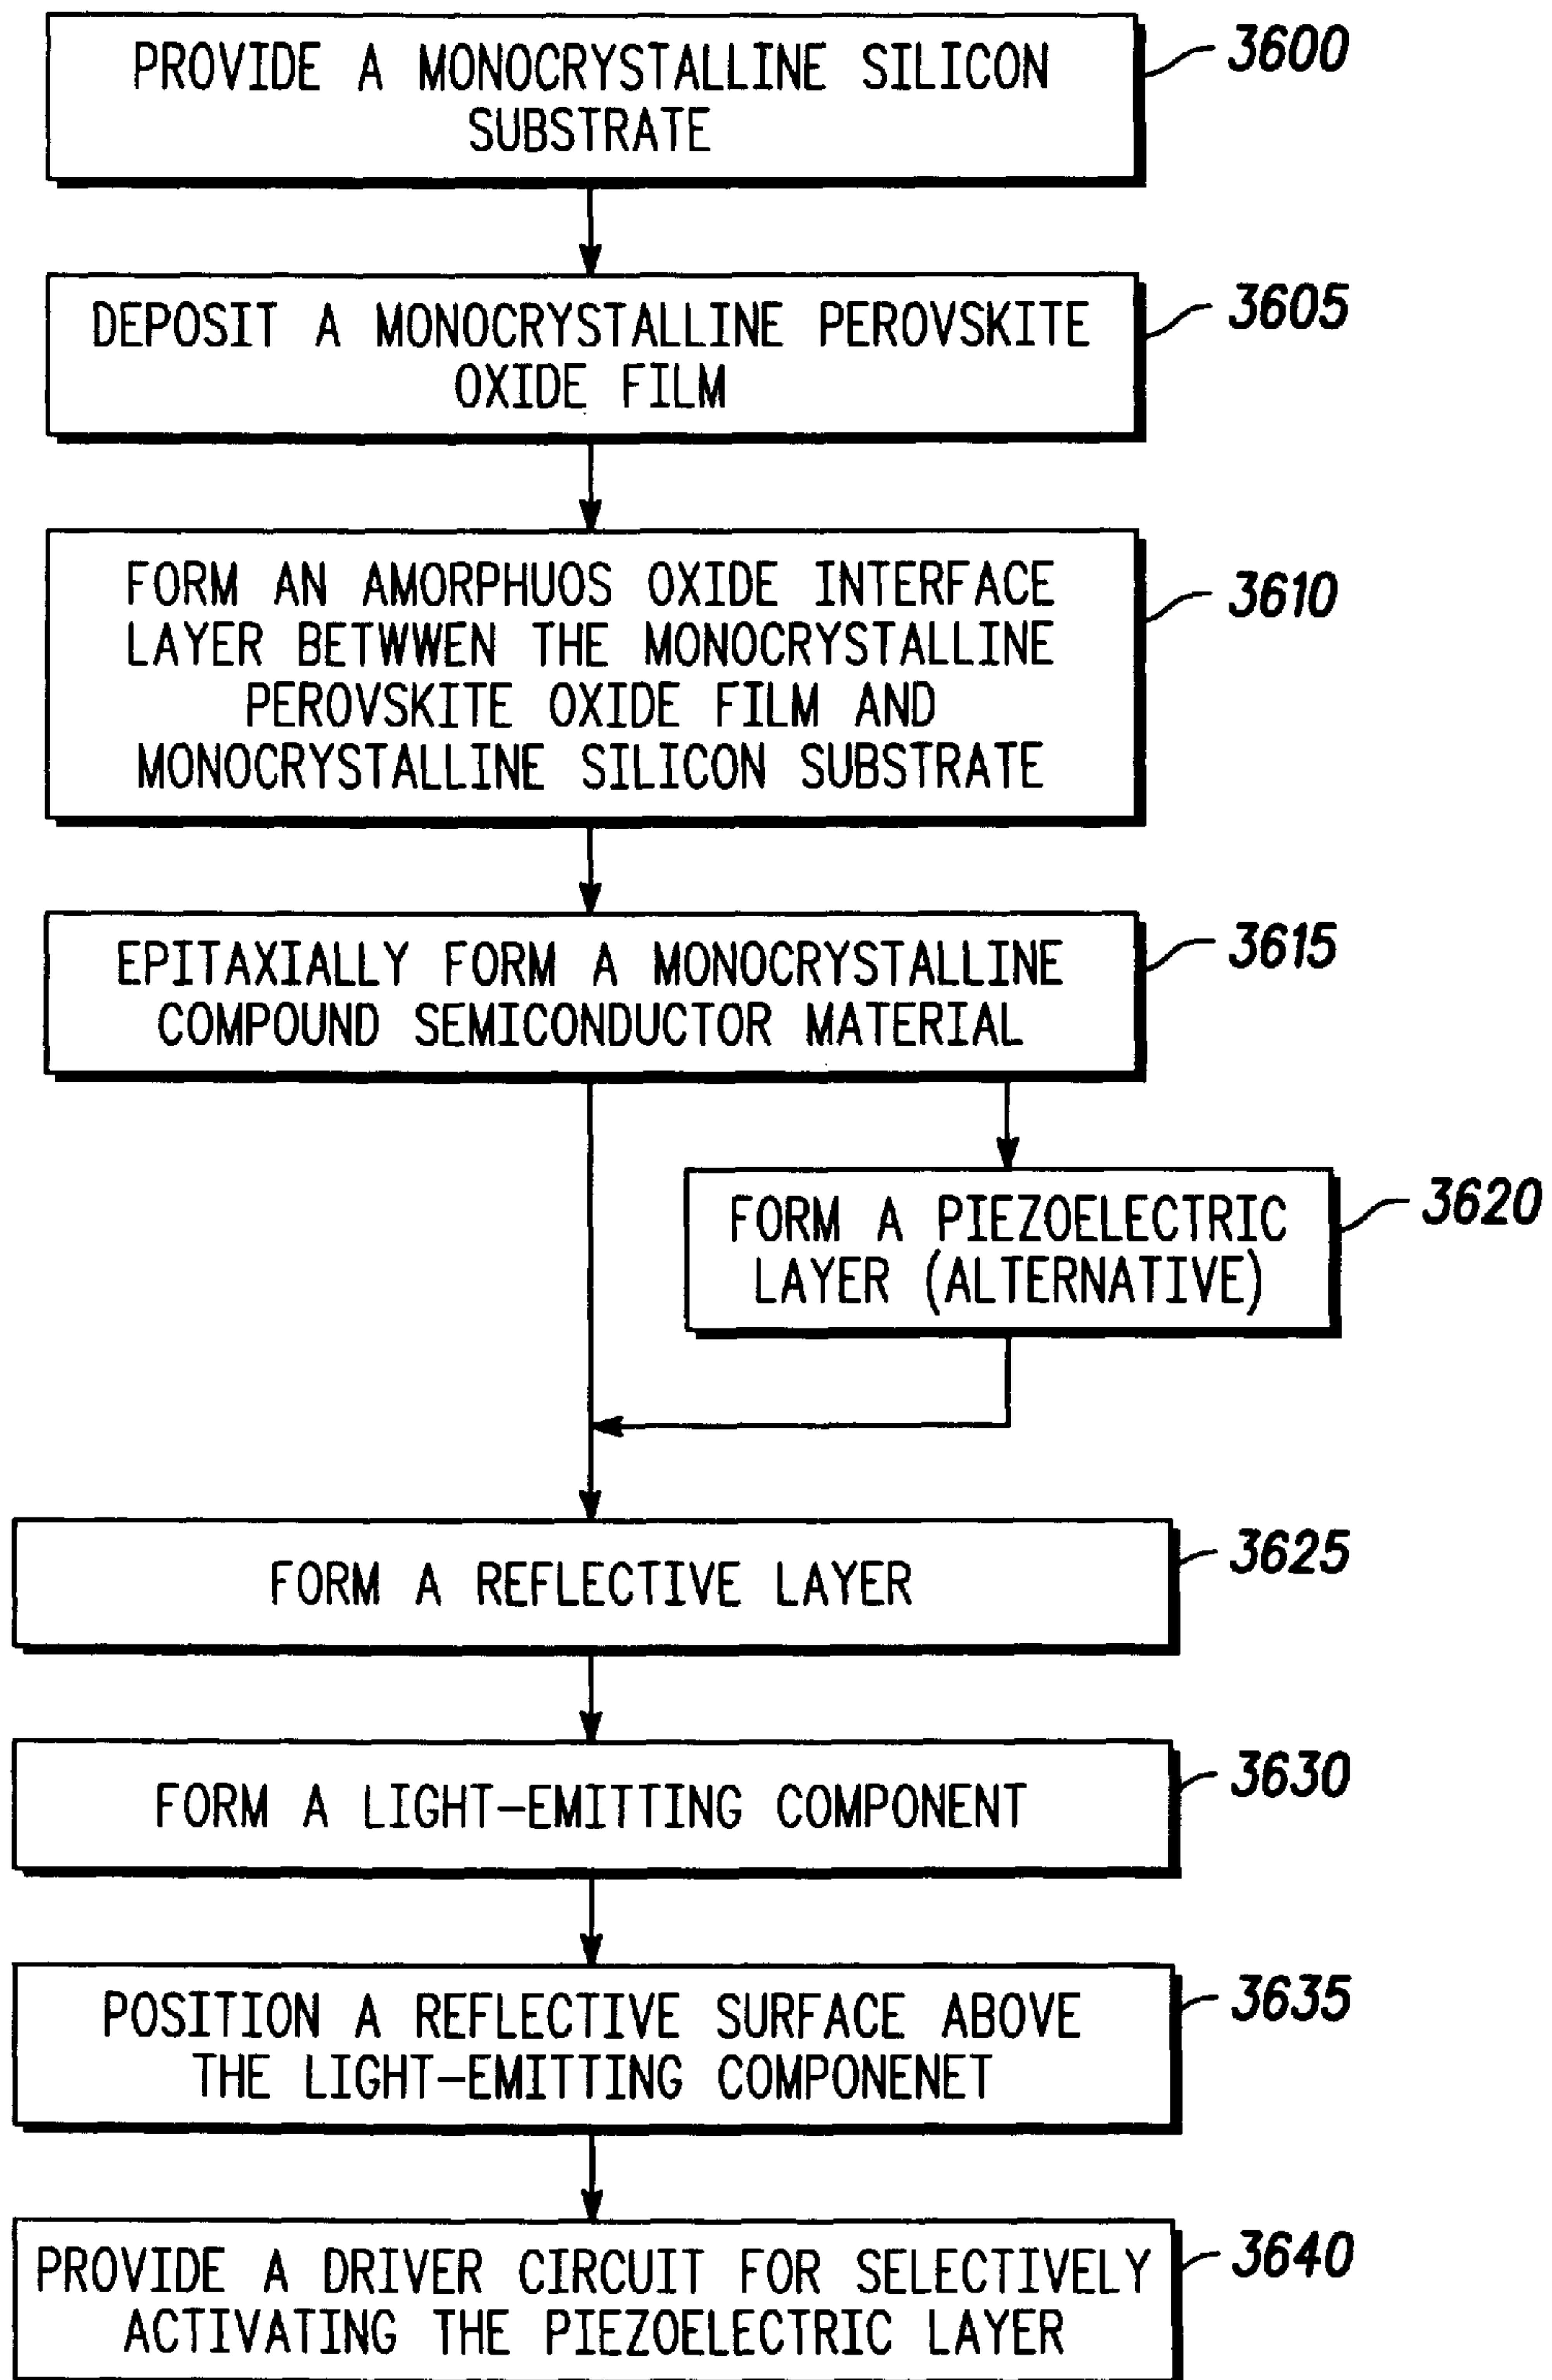 PROVIDE A MONOCRYSTALLINE SILICON
SUBSTRATE
3600
DEPOSIT A MONOCRYSTALLINE PEROVSKITE
OXIDE FILM
3605
FORM AN AMORPHUOS OXIDE INTERFACE
LAYER BETWWEN THE MONOCRYSTALLINE
PEROVSKITE OXIDE FILM AND
MONOCRYSTALLINE SILICON SUBSTRATE
3610
EPITAXIALLY FORM A MONOCRYSTALLINE
COMPOUND SEMICONDUCTOR MATERIAL
3615
FORM A PIEZOELECTRIC
LAYER (ALTERNATIVE)
3620
FORM A REFLECTIVE LAYER
3625
FORM A LIGHT-EMITTING COMPONENT
3630
POSITION A REFLECTIVE SURFACE ABOVE
THE LIGHT-EMITTING COMPONENET
3635
PROVIDE A DRIVER CIRCUIT FOR SELECTIVELY
ACTIVATING THE PIEZOELECTRIC LAYER
3640